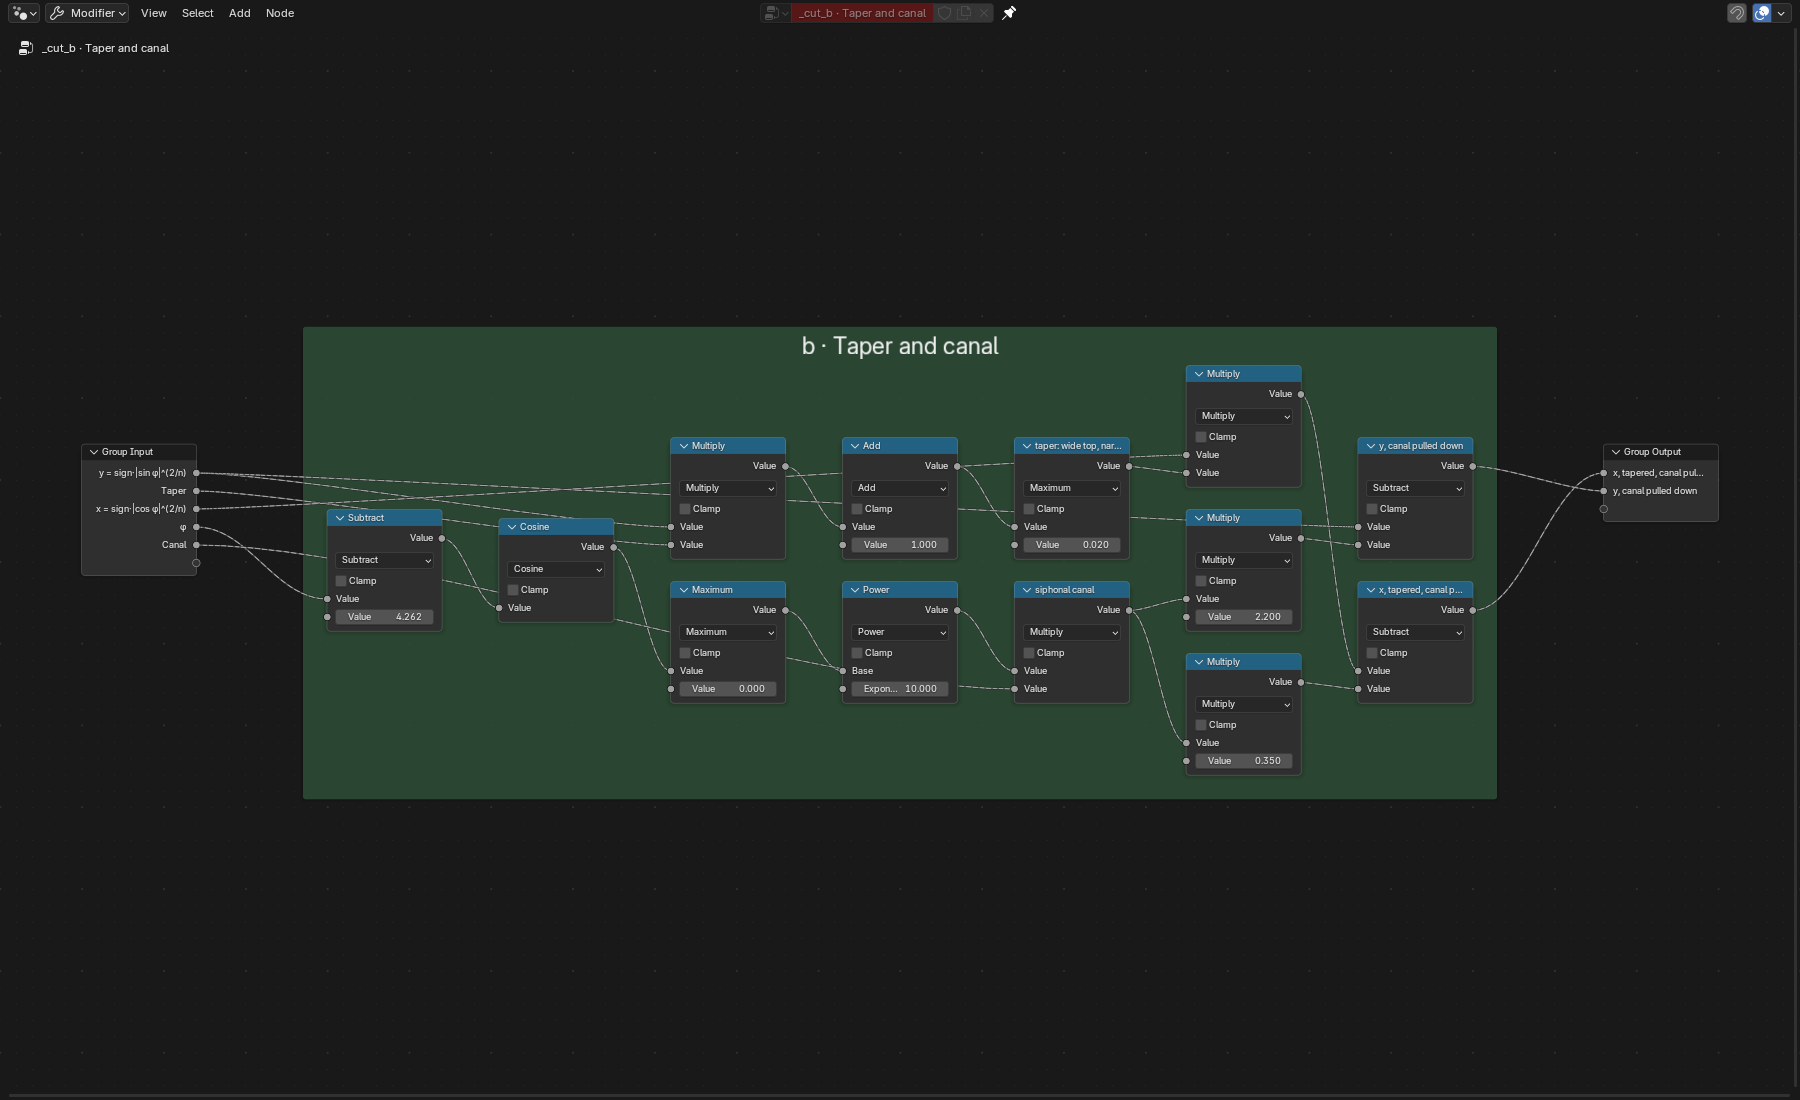 Modifier
View
Select
Add
Node
_cut_b · Taper and canal
_cut_b · Taper and canal
b · Taper and canal
Group Input
y = sign·|sin φ|^(2/n)
Taper
x = sign·|cos φ|^(2/n)
φ
Canal
Subtract
Value
Subtract
Clamp
Value
Value 4.262
Cosine
Value
Cosine
Clamp
Value
Multiply
Value
Multiply
Clamp
Value
Value
Maximum
Value
Maximum
Clamp
Value
Value 0.000
Add
Value
Add
Clamp
Value
Value 1.000
Power
Value
Power
Clamp
Base
Expon... 10.000
taper: wide top, nar...
Value
Maximum
Clamp
Value
Value 0.020
siphonal canal
Value
Multiply
Clamp
Value
Value
Multiply
Value
Multiply
Clamp
Value
Value
Multiply
Value
Multiply
Clamp
Value
Value 2.200
Multiply
Value
Multiply
Clamp
Value
Value 0.350
y, canal pulled down
Value
Subtract
Clamp
Value
Value
x, tapered, canal p...
Value
Subtract
Clamp
Value
Value
Group Output
x, tapered, canal pul...
y, canal pulled down